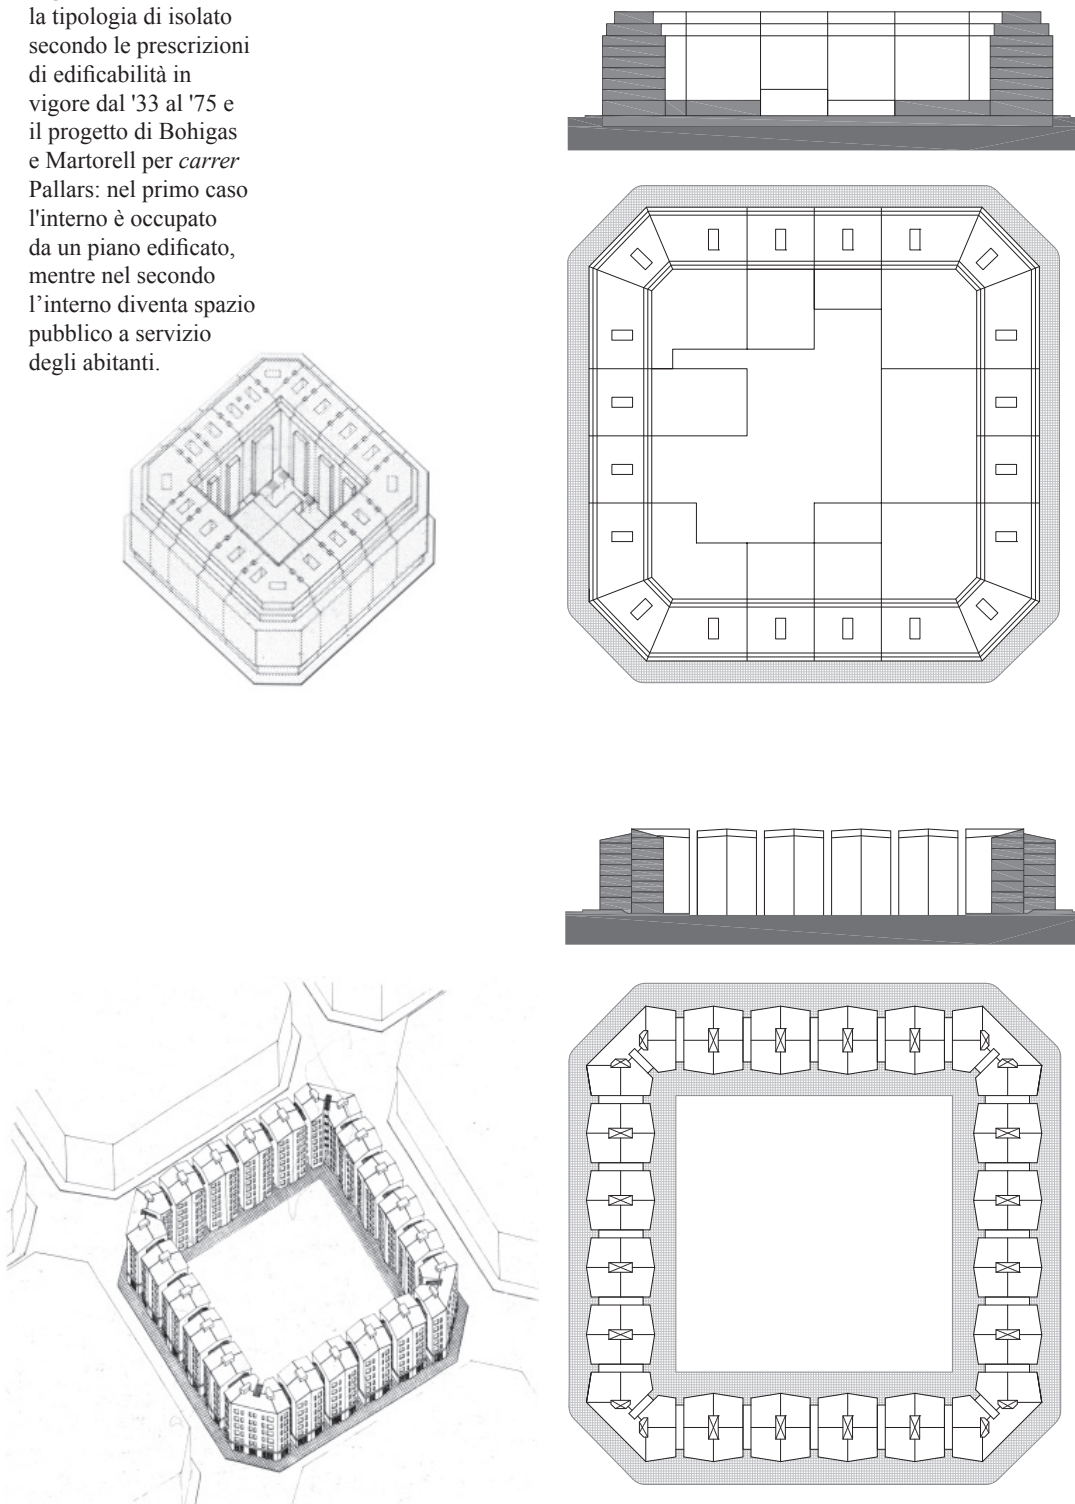 la tipologia di isolato
secondo le prescrizioni
di edificabilità in
vigore dal '33 al '75 e
il progetto di Bohigas
e Martorell per carrer
Pallars: nel primo caso
l'interno è occupato
da un piano edificato,
mentre nel secondo
l’interno diventa spazio
pubblico a servizio
degli abitanti.